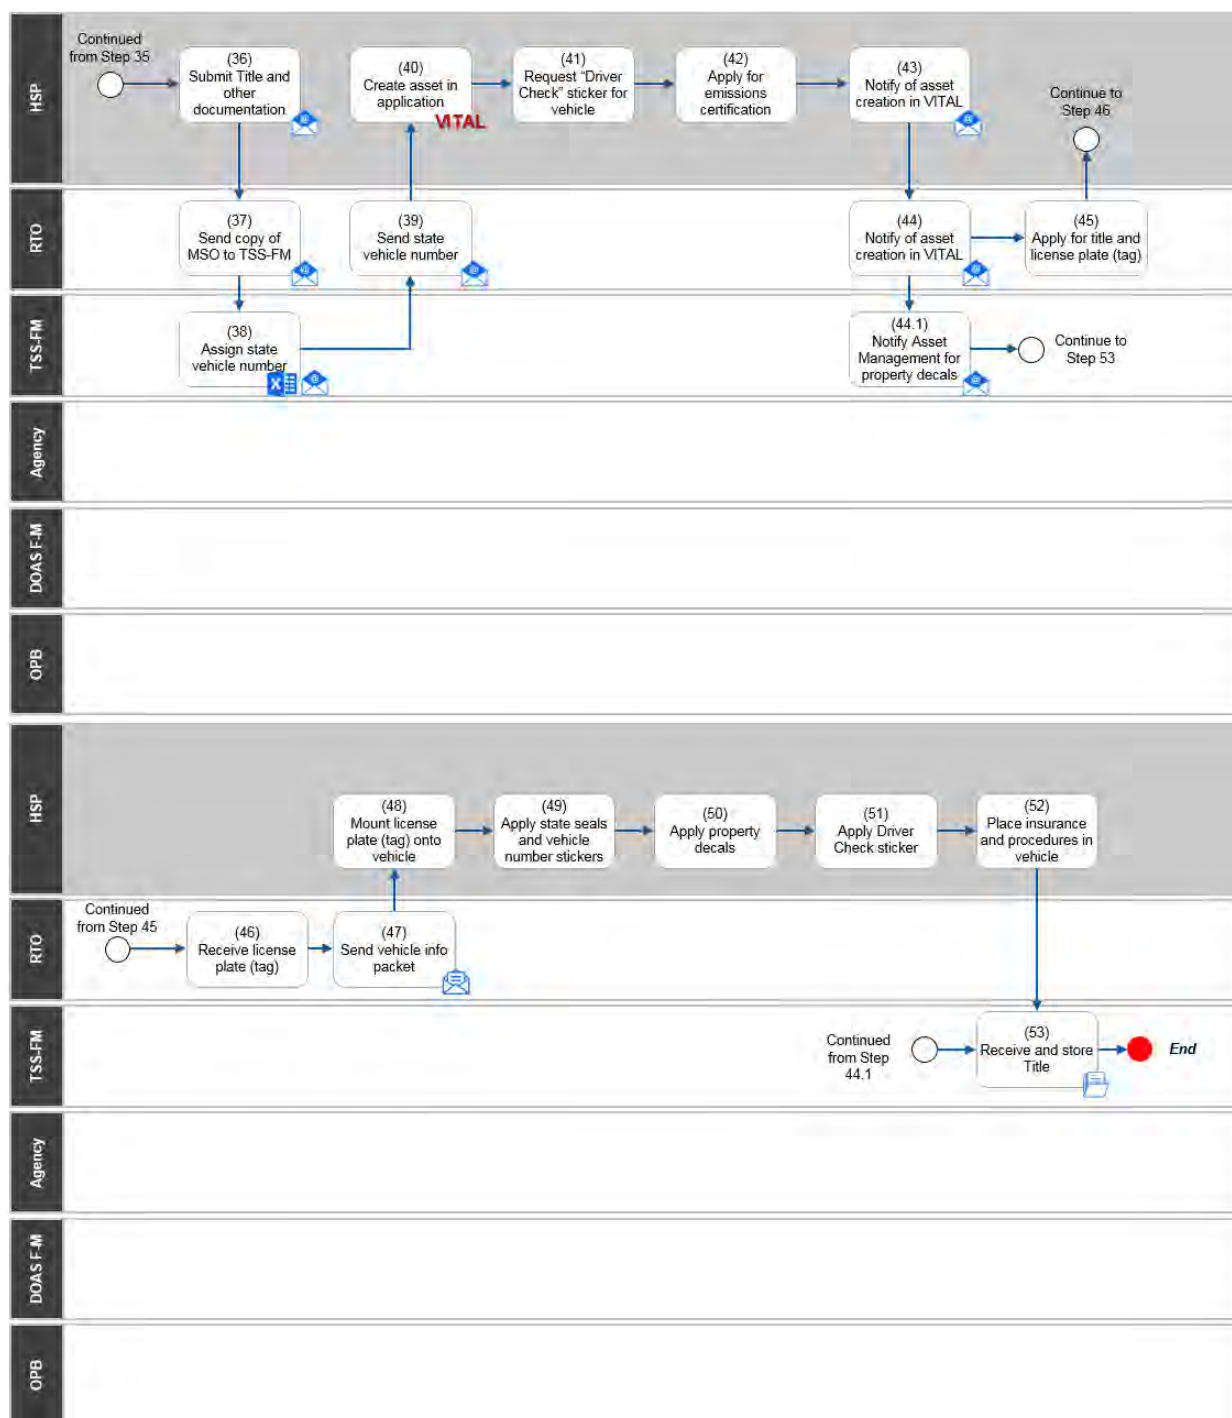 HSP
Continued
from Step 35
(36)
Submit Title and
other
documentation
(40)
Create asset in
application
VITAL
(41)
Request "Driver
Check" sticker for
vehicle
(42)
Apply for
emissions
certification
(43)
Notify of asset
creation in VITAL
Continue to
Step 46
RTO
(37)
Send copy of
MSO to TSS-FM
(39)
Send state
vehicle number
(44)
Notify of asset
creation in VITAL
(45)
Apply for title and
license plate (tag)
TSS-FM
(38)
Assign state
vehicle number
(44.1)
Notify Asset
Management for
property decals
Continue to
Step 53
Agency
DOAS F-M
OPB
HSP
(48)
Mount license
plate (tag) onto
vehicle
(49)
Apply state seals
and vehicle
number stickers
(50)
Apply property
decals
(51)
Apply Driver
Check sticker
(52)
Place insurance
and procedures in
vehicle
RTO
Continued
from Step 45
(46)
Receive license
plate (tag)
(47)
Send vehicle info
packet
TSS-FM
Continued
from Step
44.1
(53)
Receive and store
Title
End
Agency
DOAS F-M
OPB